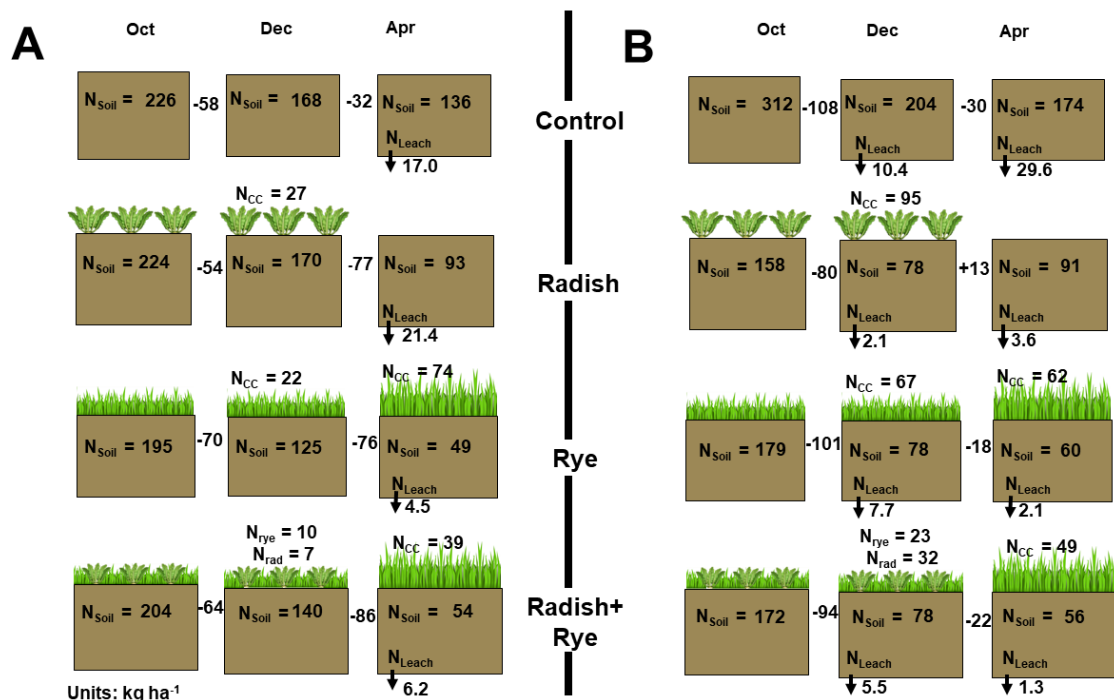 A
Oct Dec Apr
B
Oct Dec Apr
NSoil = 226 -58 NSoil = 168 -32 NSoil = 136
NLeach
17.0
Control
NSoil = 312 -108 NSoil = 204 -30 NSoil = 174
NLeach NLeach
10.4 29.6
NCC = 27
NSoil = 224 -54 NSoil = 170 -77 NSoil = 93
NLeach
21.4
Radish
NCC = 95
NSoil = 158 -80 NSoil = 78 +13 NSoil = 91
NLeach NLeach
2.1 3.6
NCC = 22 NCC = 74
NSoil = 195 -70 NSoil = 125 -76 NSoil = 49
NLeach
4.5
Rye
NCC = 67 NCC = 62
NSoil = 179 -101 NSoil = 78 -18 NSoil = 60
NLeach NLeach
7.7 2.1
Nrye = 10
Nrad = 7 NCC = 39
NSoil = 204 -64 NSoil = 140 -86 NSoil = 54
NLeach
6.2
Radish+
Rye
Nrye = 23
Nrad = 32 NCC = 49
NSoil = 172 -94 NSoil = 78 -22 NSoil = 56
NLeach NLeach
5.5 1.3
Units: kg ha-1